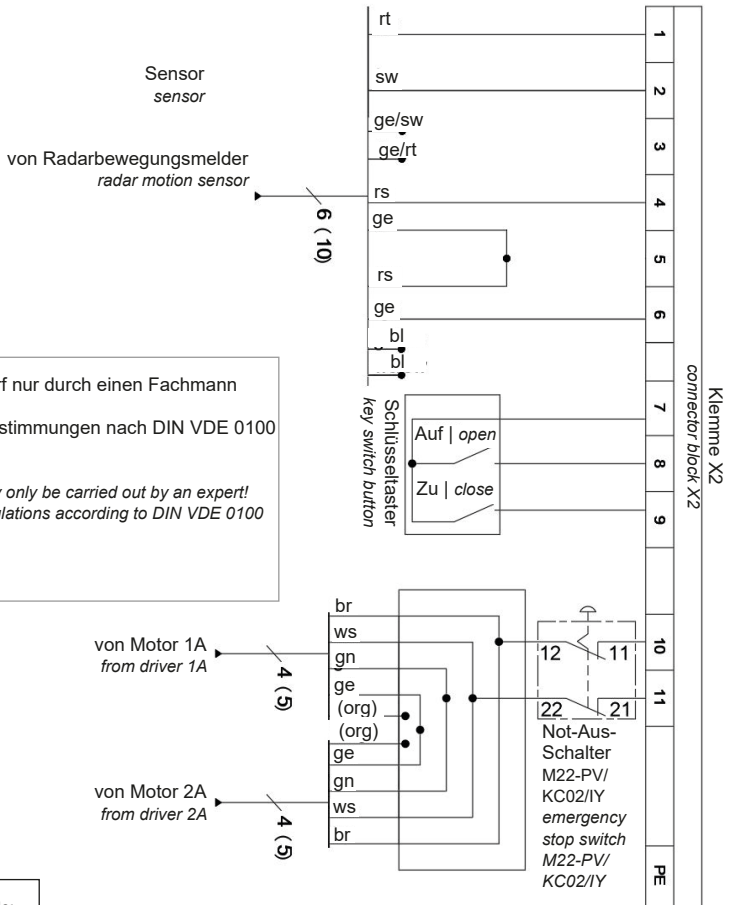 Sensor
sensor
von Radarbewegungsmelder
radar motion sensor
6 (10)
rt
sw
ge/sw
ge/rt
rs
ge
rs
ge
bl
bl
1
2
3
4
5
6
7
8
9
10
11
PE
Klemme X2
connector block X2
nur durch einen Fachmann
nach DIN VDE 0100
only be carried out by an expert!
according to DIN VDE 0100
Schlüsseltaster
key switch button
Auf | open
Zu | close
von Motor 1A
from driver 1A
4 (5)
br
ws
gn
ge
(org)
(org)
ge
gn
ws
br
von Motor 2A
from driver 2A
4 (5)
12 11
22 21
Not-Aus-
Schalter
M22-PV/
KC02/IY
emergency
stop switch
M22-PV/
KC02/IY